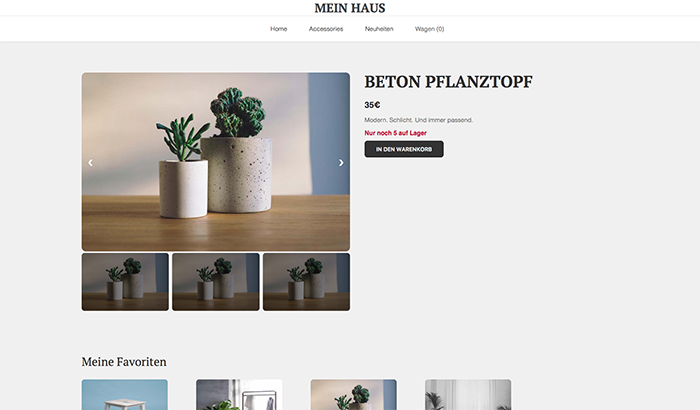 MEIN HAUS
Home Accessories Neuheiten Wagen (0)
BETON PFLANZTOPF
35€
Modern. Schlicht. Und immer passend.
Nur noch 5 auf Lager
IN DEN WARENKORB
Meine Favoriten